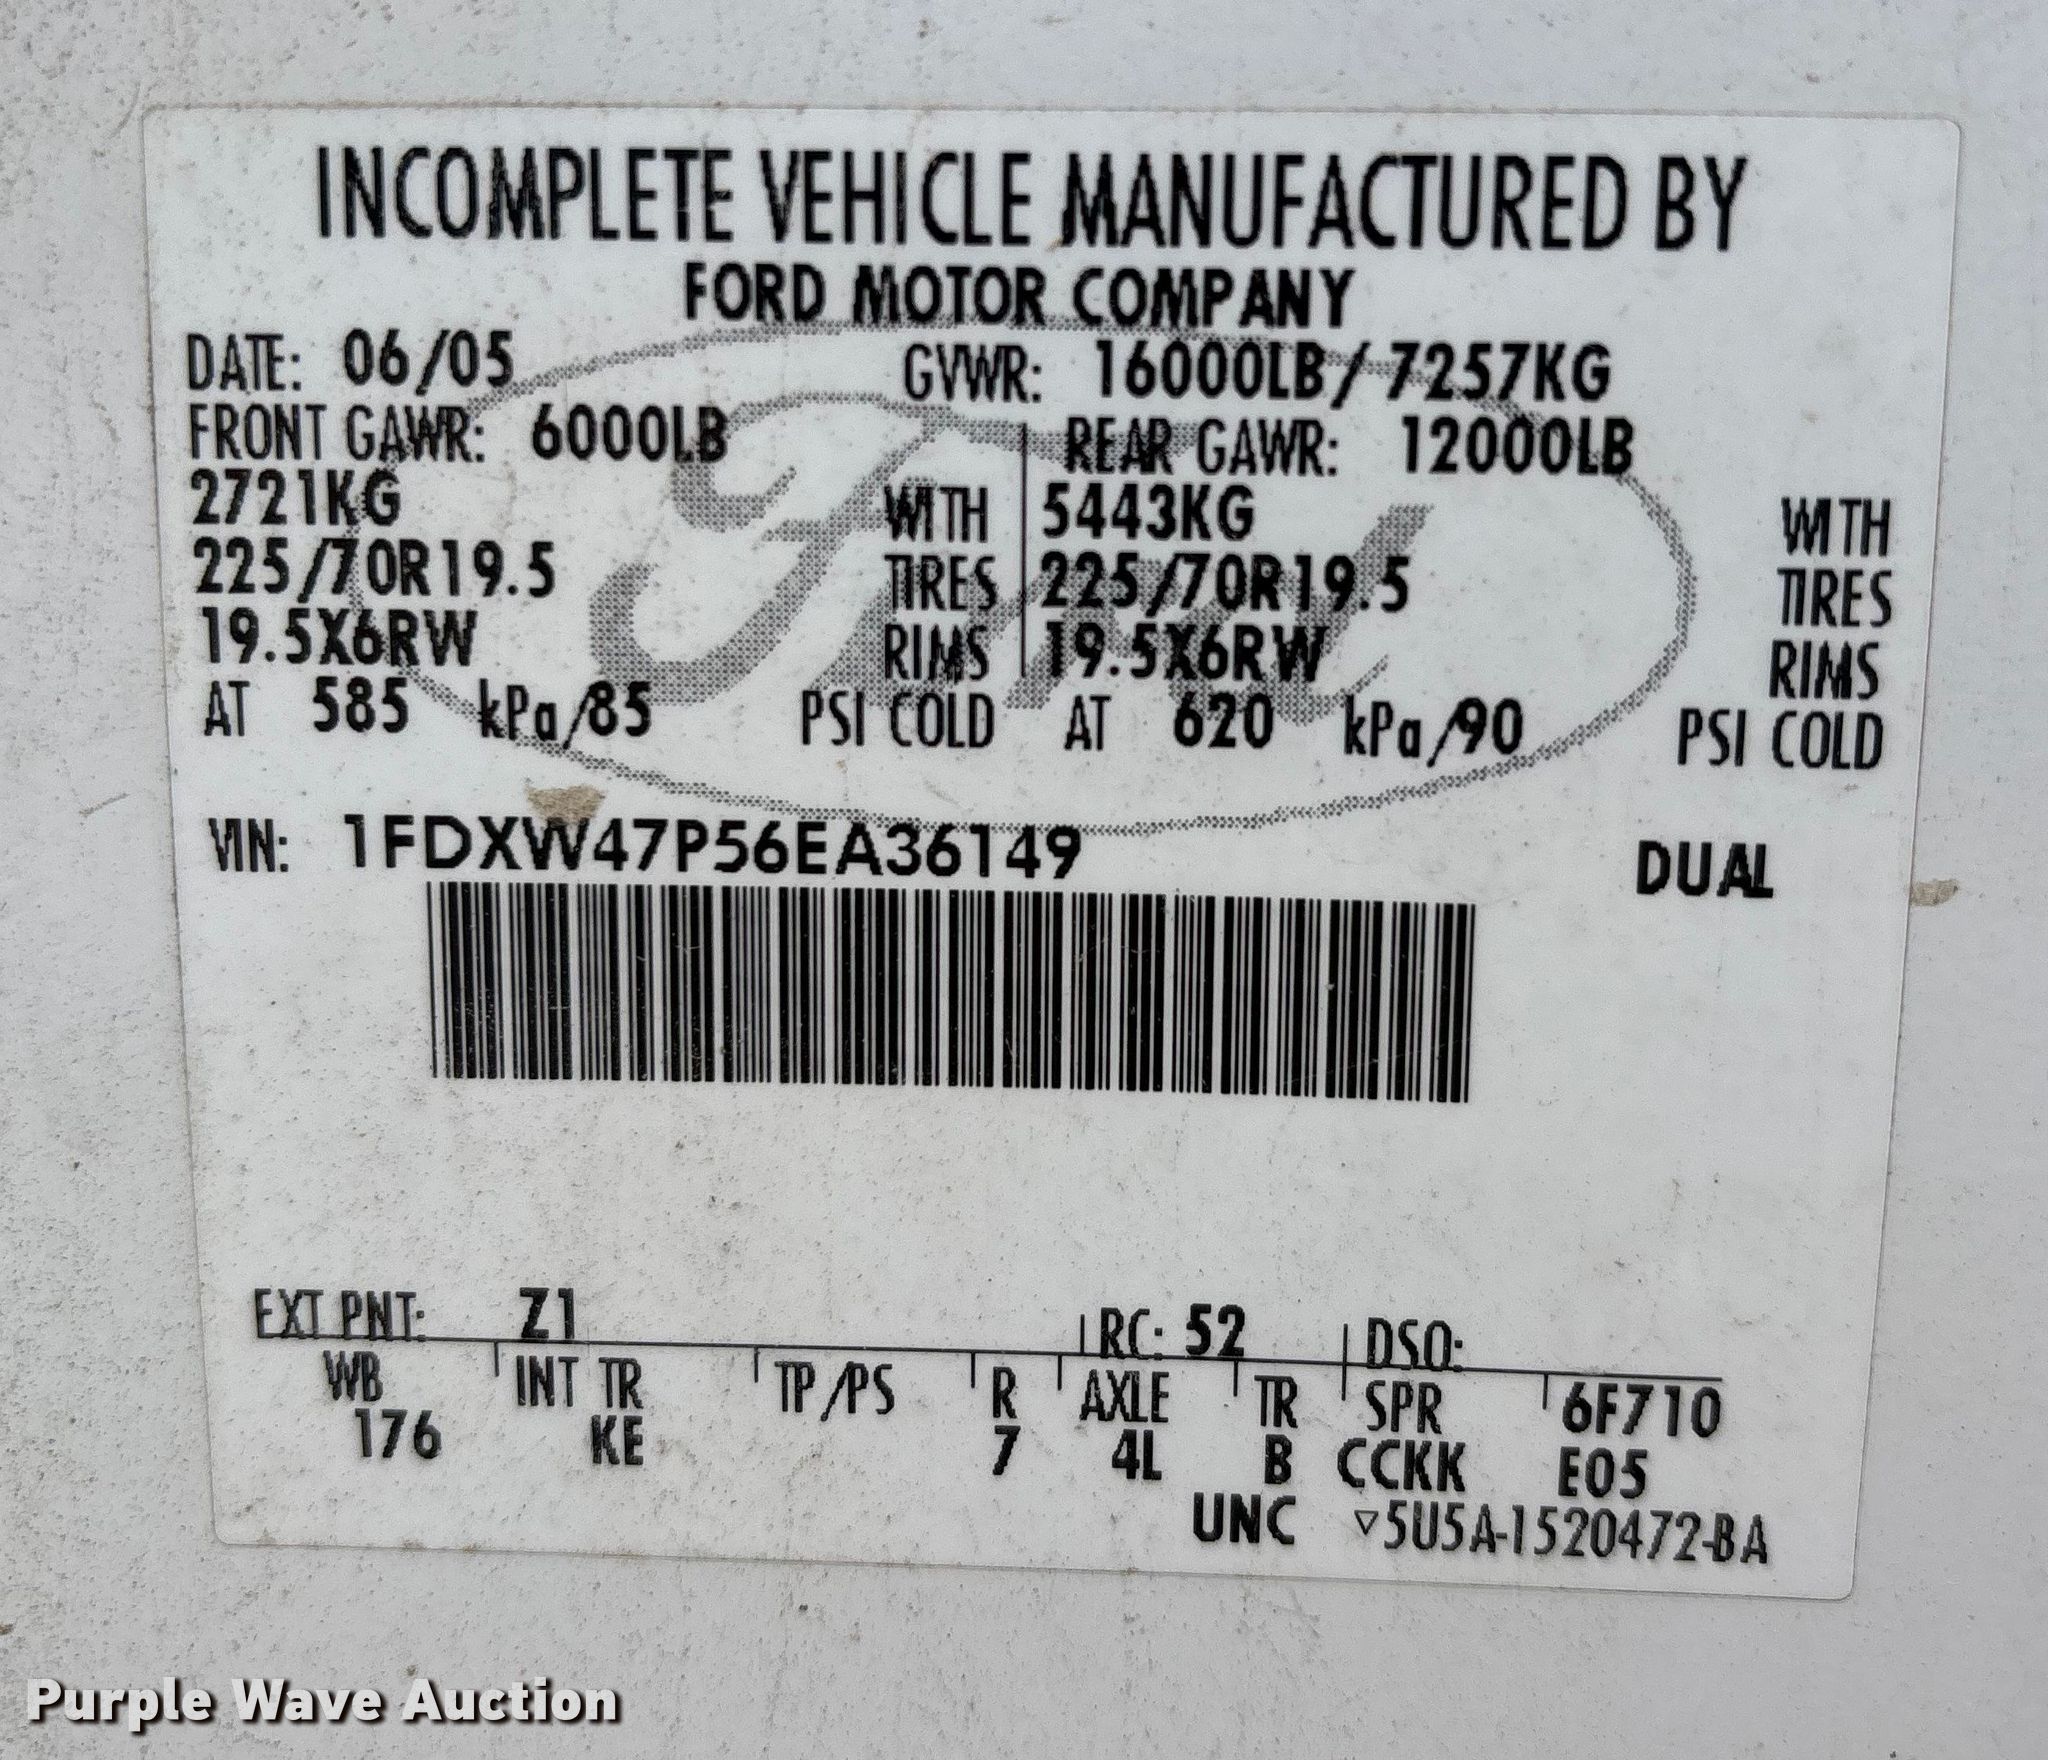 INCOMPLETE VEHICLE MANUFACTURED BY
FORD MOTOR COMPANY
DATE: 06/05 GVWR: 16000LB/ 7257KG
FRONT GAWR: 6000LB REAR GAWR: 12000LB
2721KG WITH 5443KG WITH
225/70R19.5 TIRES 225/70R19.5 TIRES
19.5X6RW RIMS 19.5X6RW RIMS
AT 585 kPa/85 PSI COLD AT 620 kPa/90 PSI COLD
VIN: 1FDXW47P56EA36149 DUAL
EXT PNT: Z1 RC: 52 DSO:
WB INT TR TP/PS R AXLE TR SPR 6F710
176 KE 7 4L B CCKK E05
UNC ▽5U5A-1520472-BA
Purple Wave Auction